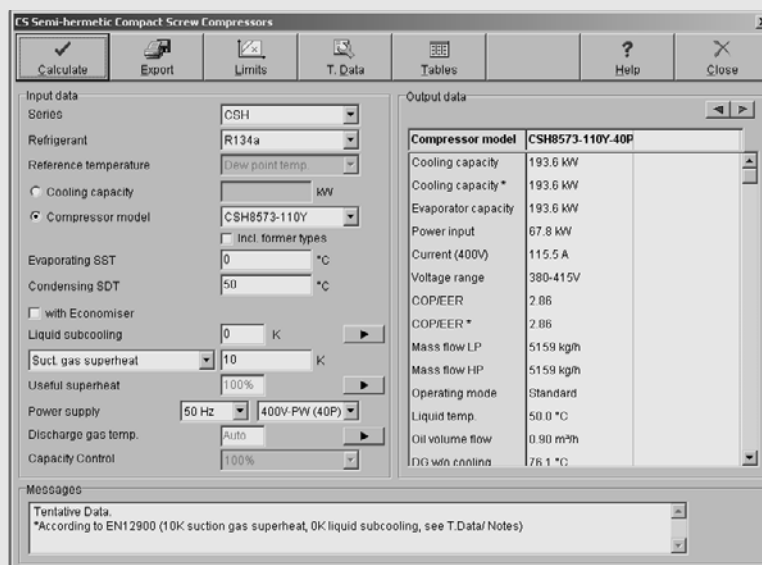 CS Semi-hermetic Compact Screw Compressors
Calculate Export Limits T. Data Tables Help Close
Input data
Series CSH
Refrigerant R134a
Reference temperature Dew point temp.
Cooling capacity kW
Compressor model CSH8573-110Y
Incl. former types
Evaporating SST 0 °C
Condensing SDT 50 °C
with Economiser
Liquid subcooling 0 K
Suct. gas superheat 10 K
Useful superheat 100%
Power supply 50 Hz 400V-PW (40P)
Discharge gas temp. Auto
Capacity Control 100%
Output data
Compressor model CSH8573-110Y-40P
Cooling capacity 193.6 kW
Cooling capacity * 193.6 kW
Evaporator capacity 193.6 kW
Power input 67.8 kW
Current (400V) 115.5 A
Voltage range 380-415V
COP/EER 2.86
COP/EER * 2.86
Mass flow LP 5159 kg/h
Mass flow HP 5159 kg/h
Operating mode Standard
Liquid temp. 50.0 °C
Oil volume flow 0.90 m³/h
DG w/o cooling 76.1 °C
Messages
Tentative Data.
*According to EN12900 (10K suction gas superheat, 0K liquid subcooling, see T.Data/ Notes)